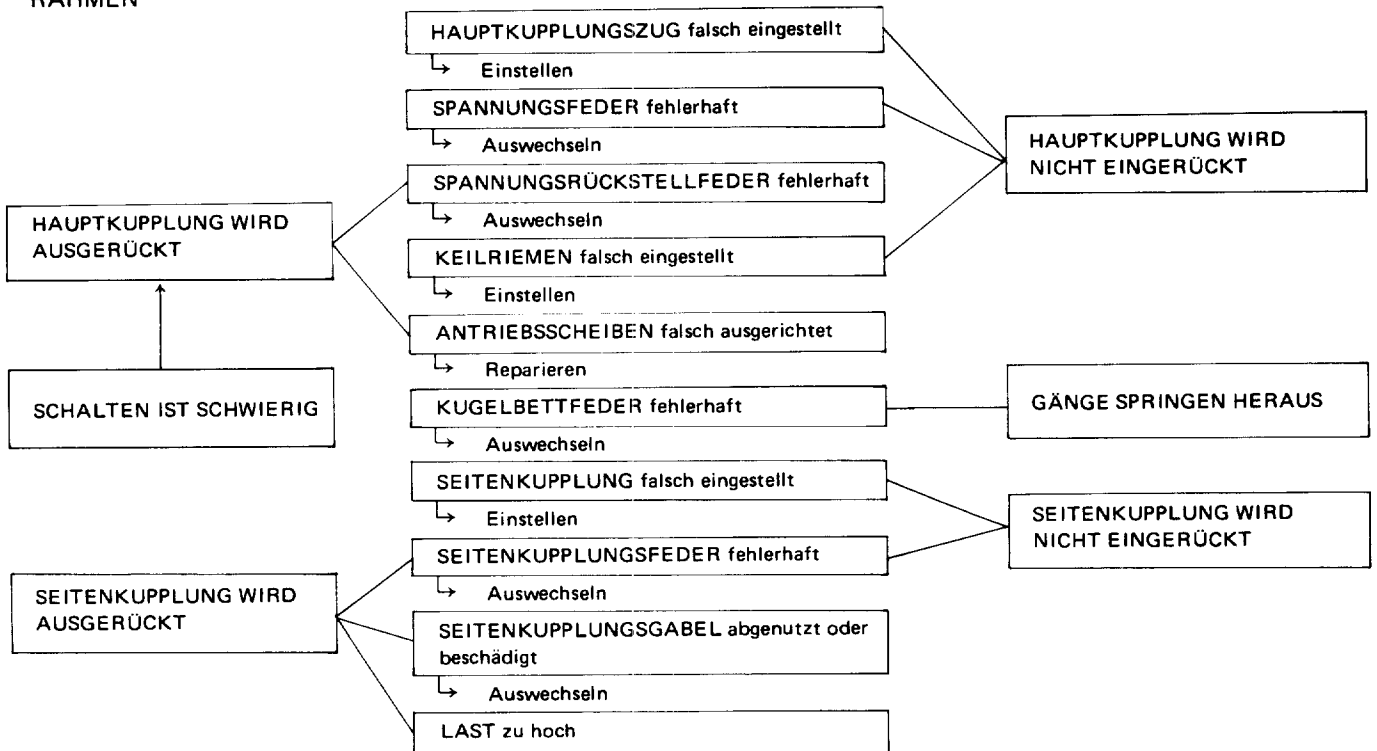 RAHMEN
HAUPTKUPPLUNGSZUG falsch eingestellt
↳ Einstellen
SPANNUNGSFEDER fehlerhaft
↳ Auswechseln
SPANNUNGSRÜCKSTELLFEDER fehlerhaft
↳ Auswechseln
KEILRIEMEN falsch eingestellt
↳ Einstellen
ANTRIEBSSCHEIBEN falsch ausgerichtet
↳ Reparieren
KUGELBETTFEDER fehlerhaft
↳ Auswechseln
SEITENKUPPLUNG falsch eingestellt
↳ Einstellen
SEITENKUPPLUNGSFEDER fehlerhaft
↳ Auswechseln
SEITENKUPPLUNGSGABEL abgenutzt oder
beschädigt
↳ Auswechseln
LAST zu hoch
HAUPTKUPPLUNG WIRD
AUSGERÜCKT
SCHALTEN IST SCHWIERIG
SEITENKUPPLUNG WIRD
AUSGERÜCKT
HAUPTKUPPLUNG WIRD
NICHT EINGERÜCKT
GÄNGE SPRINGEN HERAUS
SEITENKUPPLUNG WIRD
NICHT EINGERÜCKT